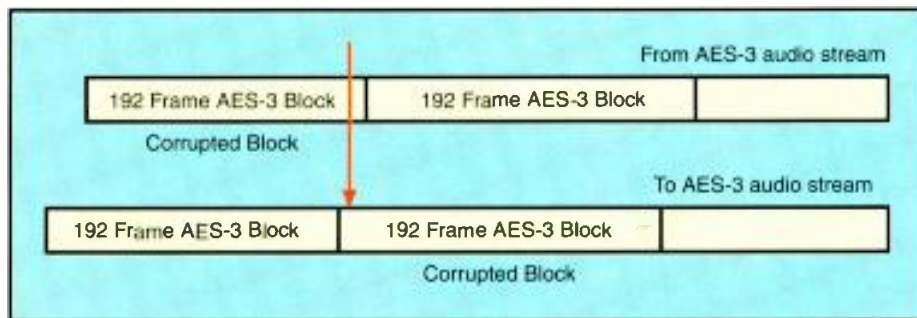 From AES-3 audio stream
192 Frame AES-3 Block 192 Frame AES-3 Block
Corrupted Block
To AES-3 audio stream
192 Frame AES-3 Block 192 Frame AES-3 Block
Corrupted Block